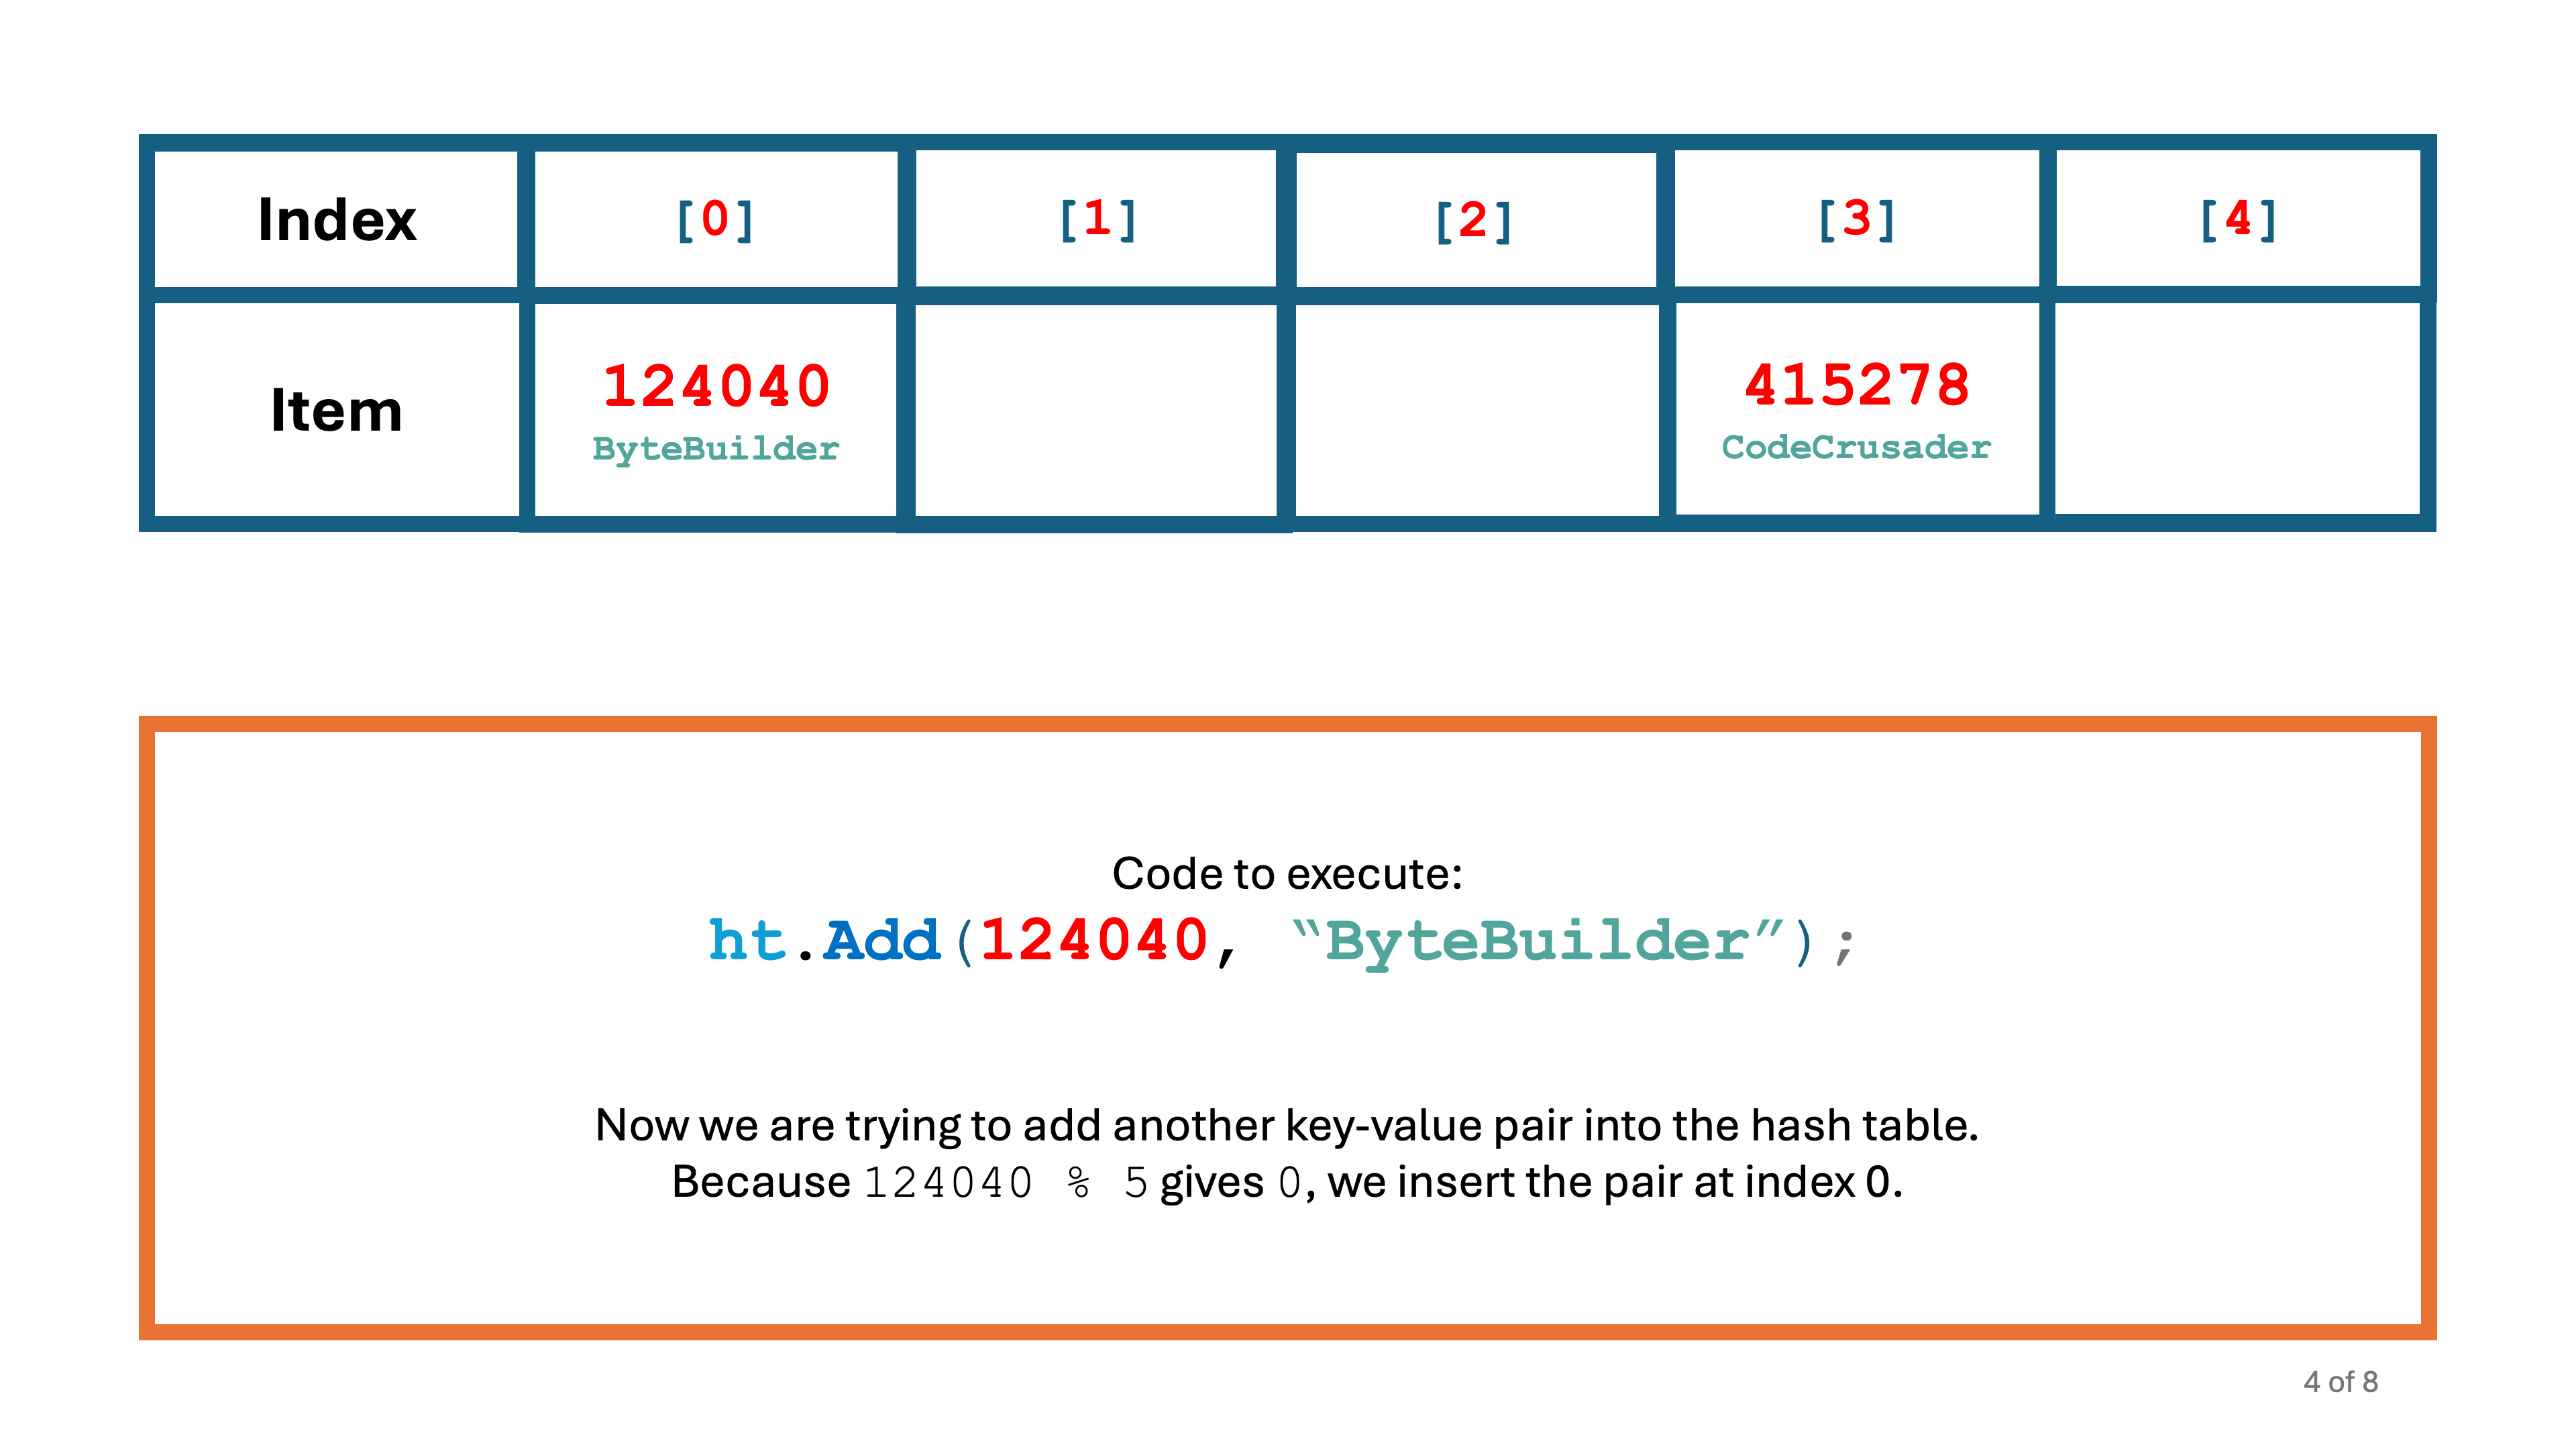 Index [0] [1] [2] [3] [4]
Item 124040 415278
ByteBuilder CodeCrusader
Code to execute:
ht.Add(124040, “ByteBuilder”);
Now we are trying to add another key-value pair into the hash table.
Because 124040 % 5 gives 0, we insert the pair at index 0.
4 of 8